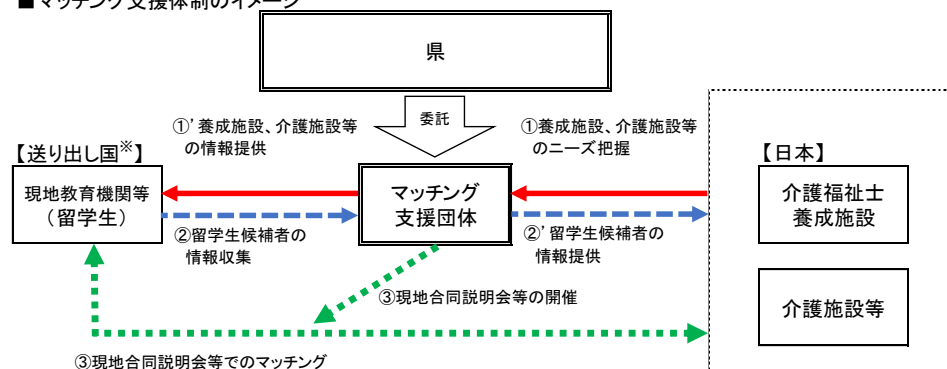 ■マッチング支援体制のイメージ
県
委託
①’養成施設、介護施設等
の情報提供
①養成施設、介護施設等
のニーズ把握
【送り出し国※】
【日本】
現地教育機関等
（留学生）
マッチング
支援団体
介護福祉士
養成施設
②留学生候補者の
情報収集
②’留学生候補者の
情報提供
③現地合同説明会等の開催
介護施設等
③現地合同説明会等でのマッチング